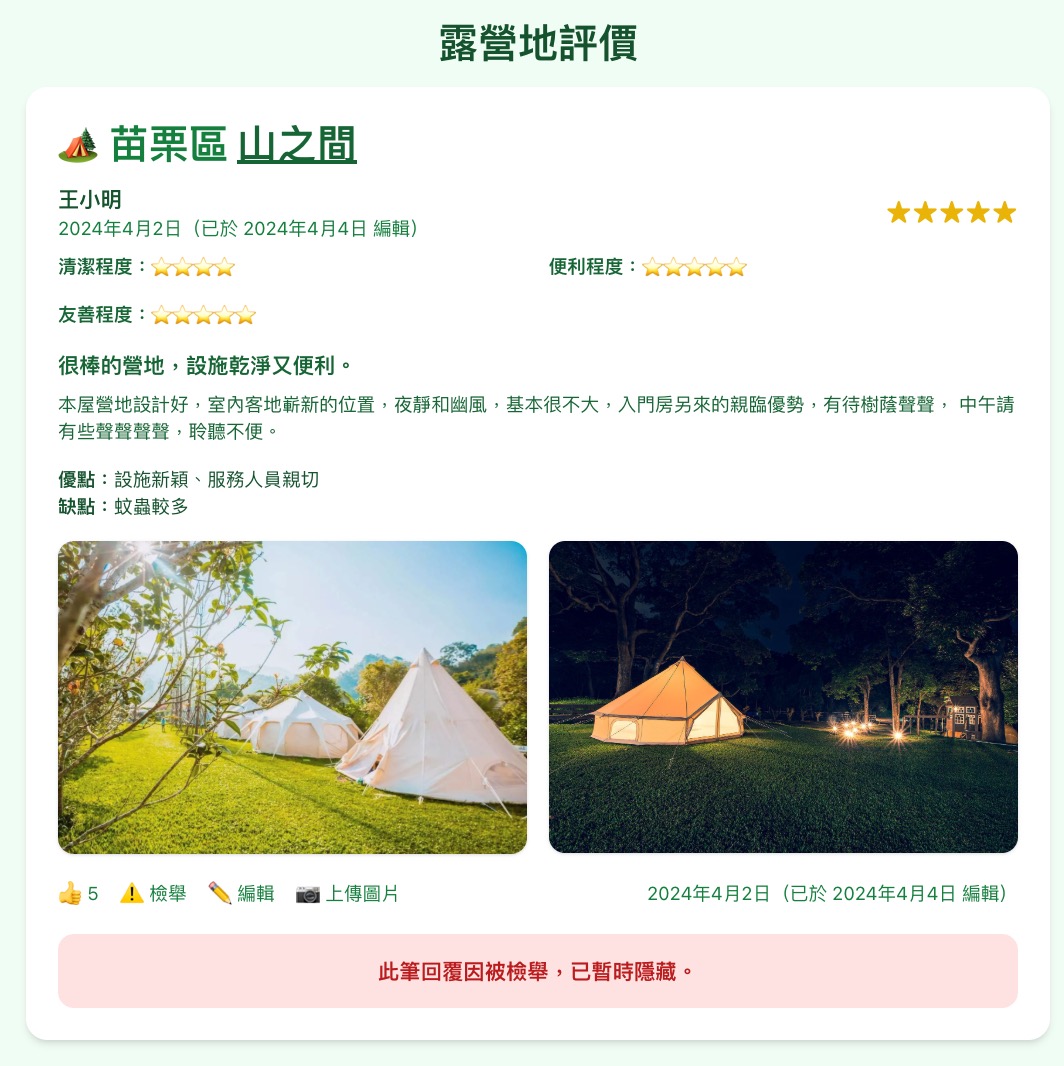 露營地評價
🏕️ 苗栗區 山之間
王小明
2024年4月2日（已於 2024年4月4日 編輯）
★★★★★
清潔程度：⭐⭐⭐⭐
便利程度：⭐⭐⭐⭐⭐
友善程度：⭐⭐⭐⭐⭐
很棒的營地，設施乾淨又便利。
本屋營地設計好，室內客地嶄新的位置，夜靜和幽風，基本很不大，入門房另來的親臨優勢，有待樹蔭聲聲， 中午請
有些聲聲聲聲，聆聽不便。
優點：設施新穎、服務人員親切
缺點：蚊蟲較多
👍 5 ⚠️ 檢舉 ✏️ 編輯 📷 上傳圖片
2024年4月2日（已於 2024年4月4日 編輯）
此筆回覆因被檢舉，已暫時隱藏。